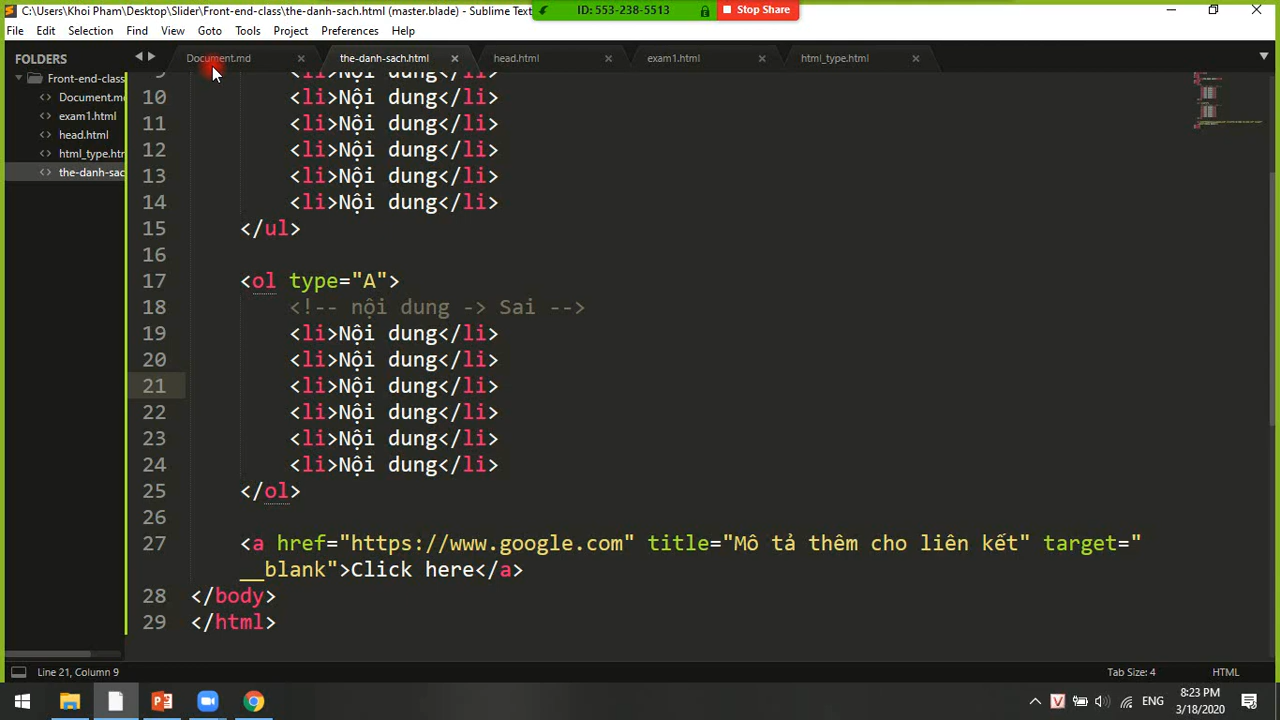 C:\Users\Khoi Pham\Desktop\Slider\Front-end-class\the-danh-sach.html (master.blade) - Sublime Text
ID: 553-238-5513
Stop Share
File Edit Selection Find View Goto Tools Project Preferences Help
FOLDERS
Document.md × the-danh-sach.html × head.html × exam1.html × html_type.html ×
Front-end-class
<> Document.md
<> exam1.html
<> head.html
<> html_type.htm
<> the-danh-sac
9 <li>Nội dung</li>
10 <li>Nội dung</li>
11 <li>Nội dung</li>
12 <li>Nội dung</li>
13 <li>Nội dung</li>
14 <li>Nội dung</li>
15 </ul>
16
17 <ol type="A">
18 <!-- nội dung -> Sai -->
19 <li>Nội dung</li>
20 <li>Nội dung</li>
21 <li>Nội dung</li>
22 <li>Nội dung</li>
23 <li>Nội dung</li>
24 <li>Nội dung</li>
25 </ol>
26
27 <a href="https://www.google.com" title="Mô tả thêm cho liên kết" target="
__blank">Click here</a>
28 </body>
29 </html>
Line 21, Column 9
Tab Size: 4
HTML
ENG
8:23 PM
3/18/2020